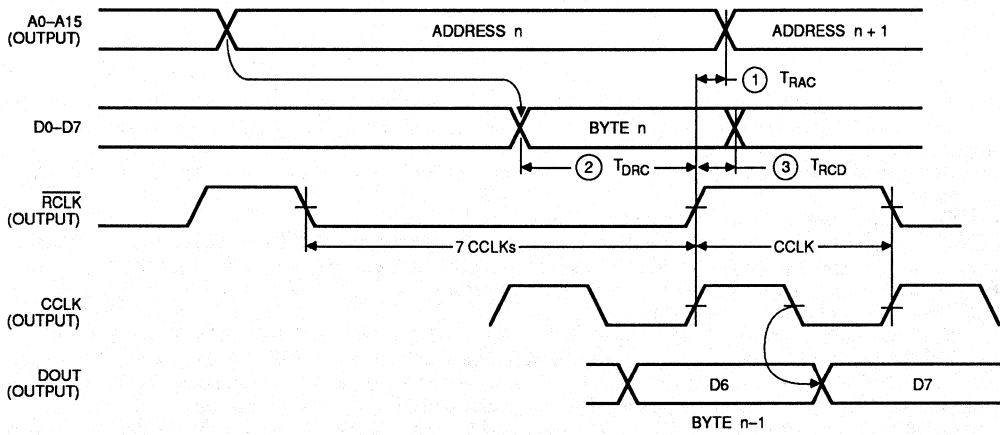 A0–A15
(OUTPUT)
ADDRESS n
ADDRESS n + 1
1 TRAC
D0–D7
BYTE n
2 TDRC
3 TRCD
RCLK
(OUTPUT)
7 CCLKs
CCLK
CCLK
(OUTPUT)
DOUT
(OUTPUT)
D6
D7
BYTE n–1